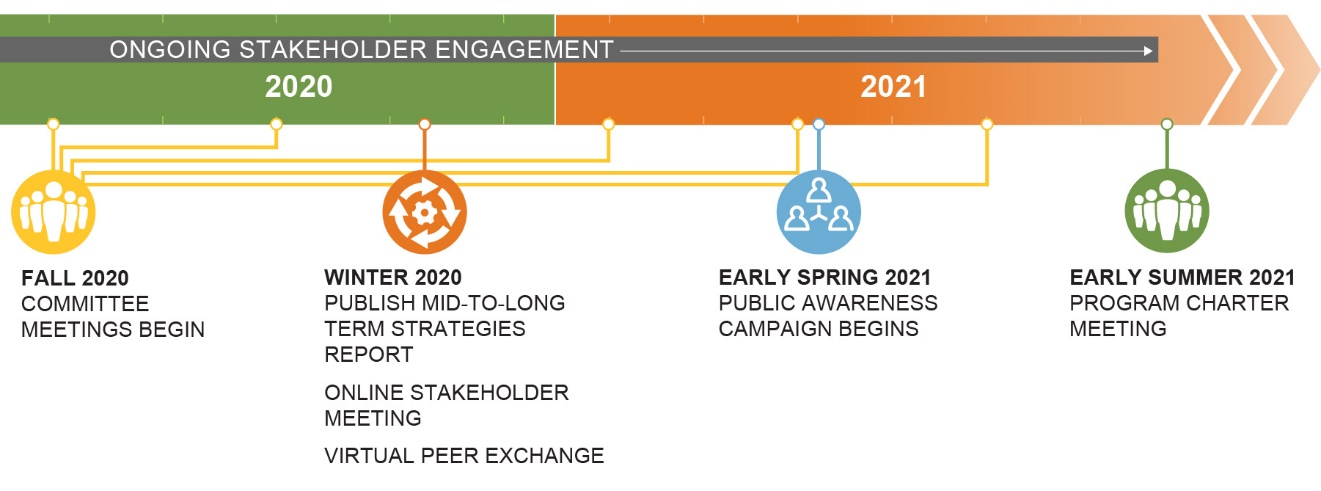 ONGOING STAKEHOLDER ENGAGEMENT
2020
2021
FALL 2020
COMMITTEE
MEETINGS BEGIN
WINTER 2020
PUBLISH MID-TO-LONG
TERM STRATEGIES
REPORT
ONLINE STAKEHOLDER
MEETING
VIRTUAL PEER EXCHANGE
EARLY SPRING 2021
PUBLIC AWARENESS
CAMPAIGN BEGINS
EARLY SUMMER 2021
PROGRAM CHARTER
MEETING